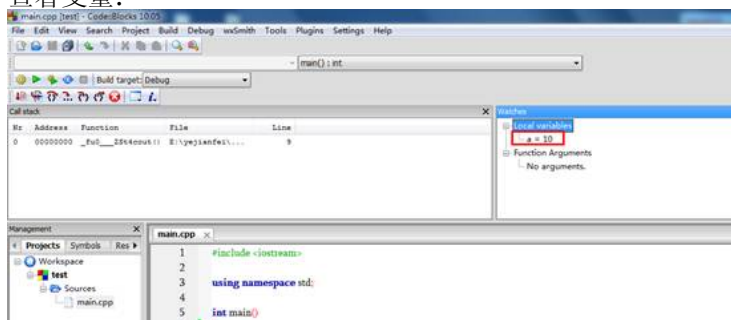 查看变量:
main.cpp [test] - Code::Blocks 10.05
File Edit View Search Project Build Debug wxSmith Tools Plugins Settings Help
main() : int
Build target: Debug
Call stack
Watches
Nr Address Function File Line
0 00000000 _fu0___ZSt4cout() E:\yejianfei\... 9
Local variables
a = 10
Function Arguments
No arguments.
Management
Projects Symbols Res
Workspace
test
Sources
main.cpp
main.cpp
1 #include <iostream>
2
3 using namespace std;
4
5 int main()